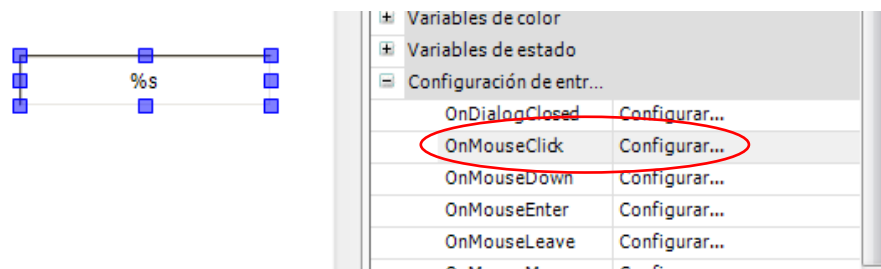 Variables de color
Variables de estado
%s
Configuración de entr...
OnDialogClosed Configurar...
OnMouseClick Configurar...
OnMouseDown Configurar...
OnMouseEnter Configurar...
OnMouseLeave Configurar...